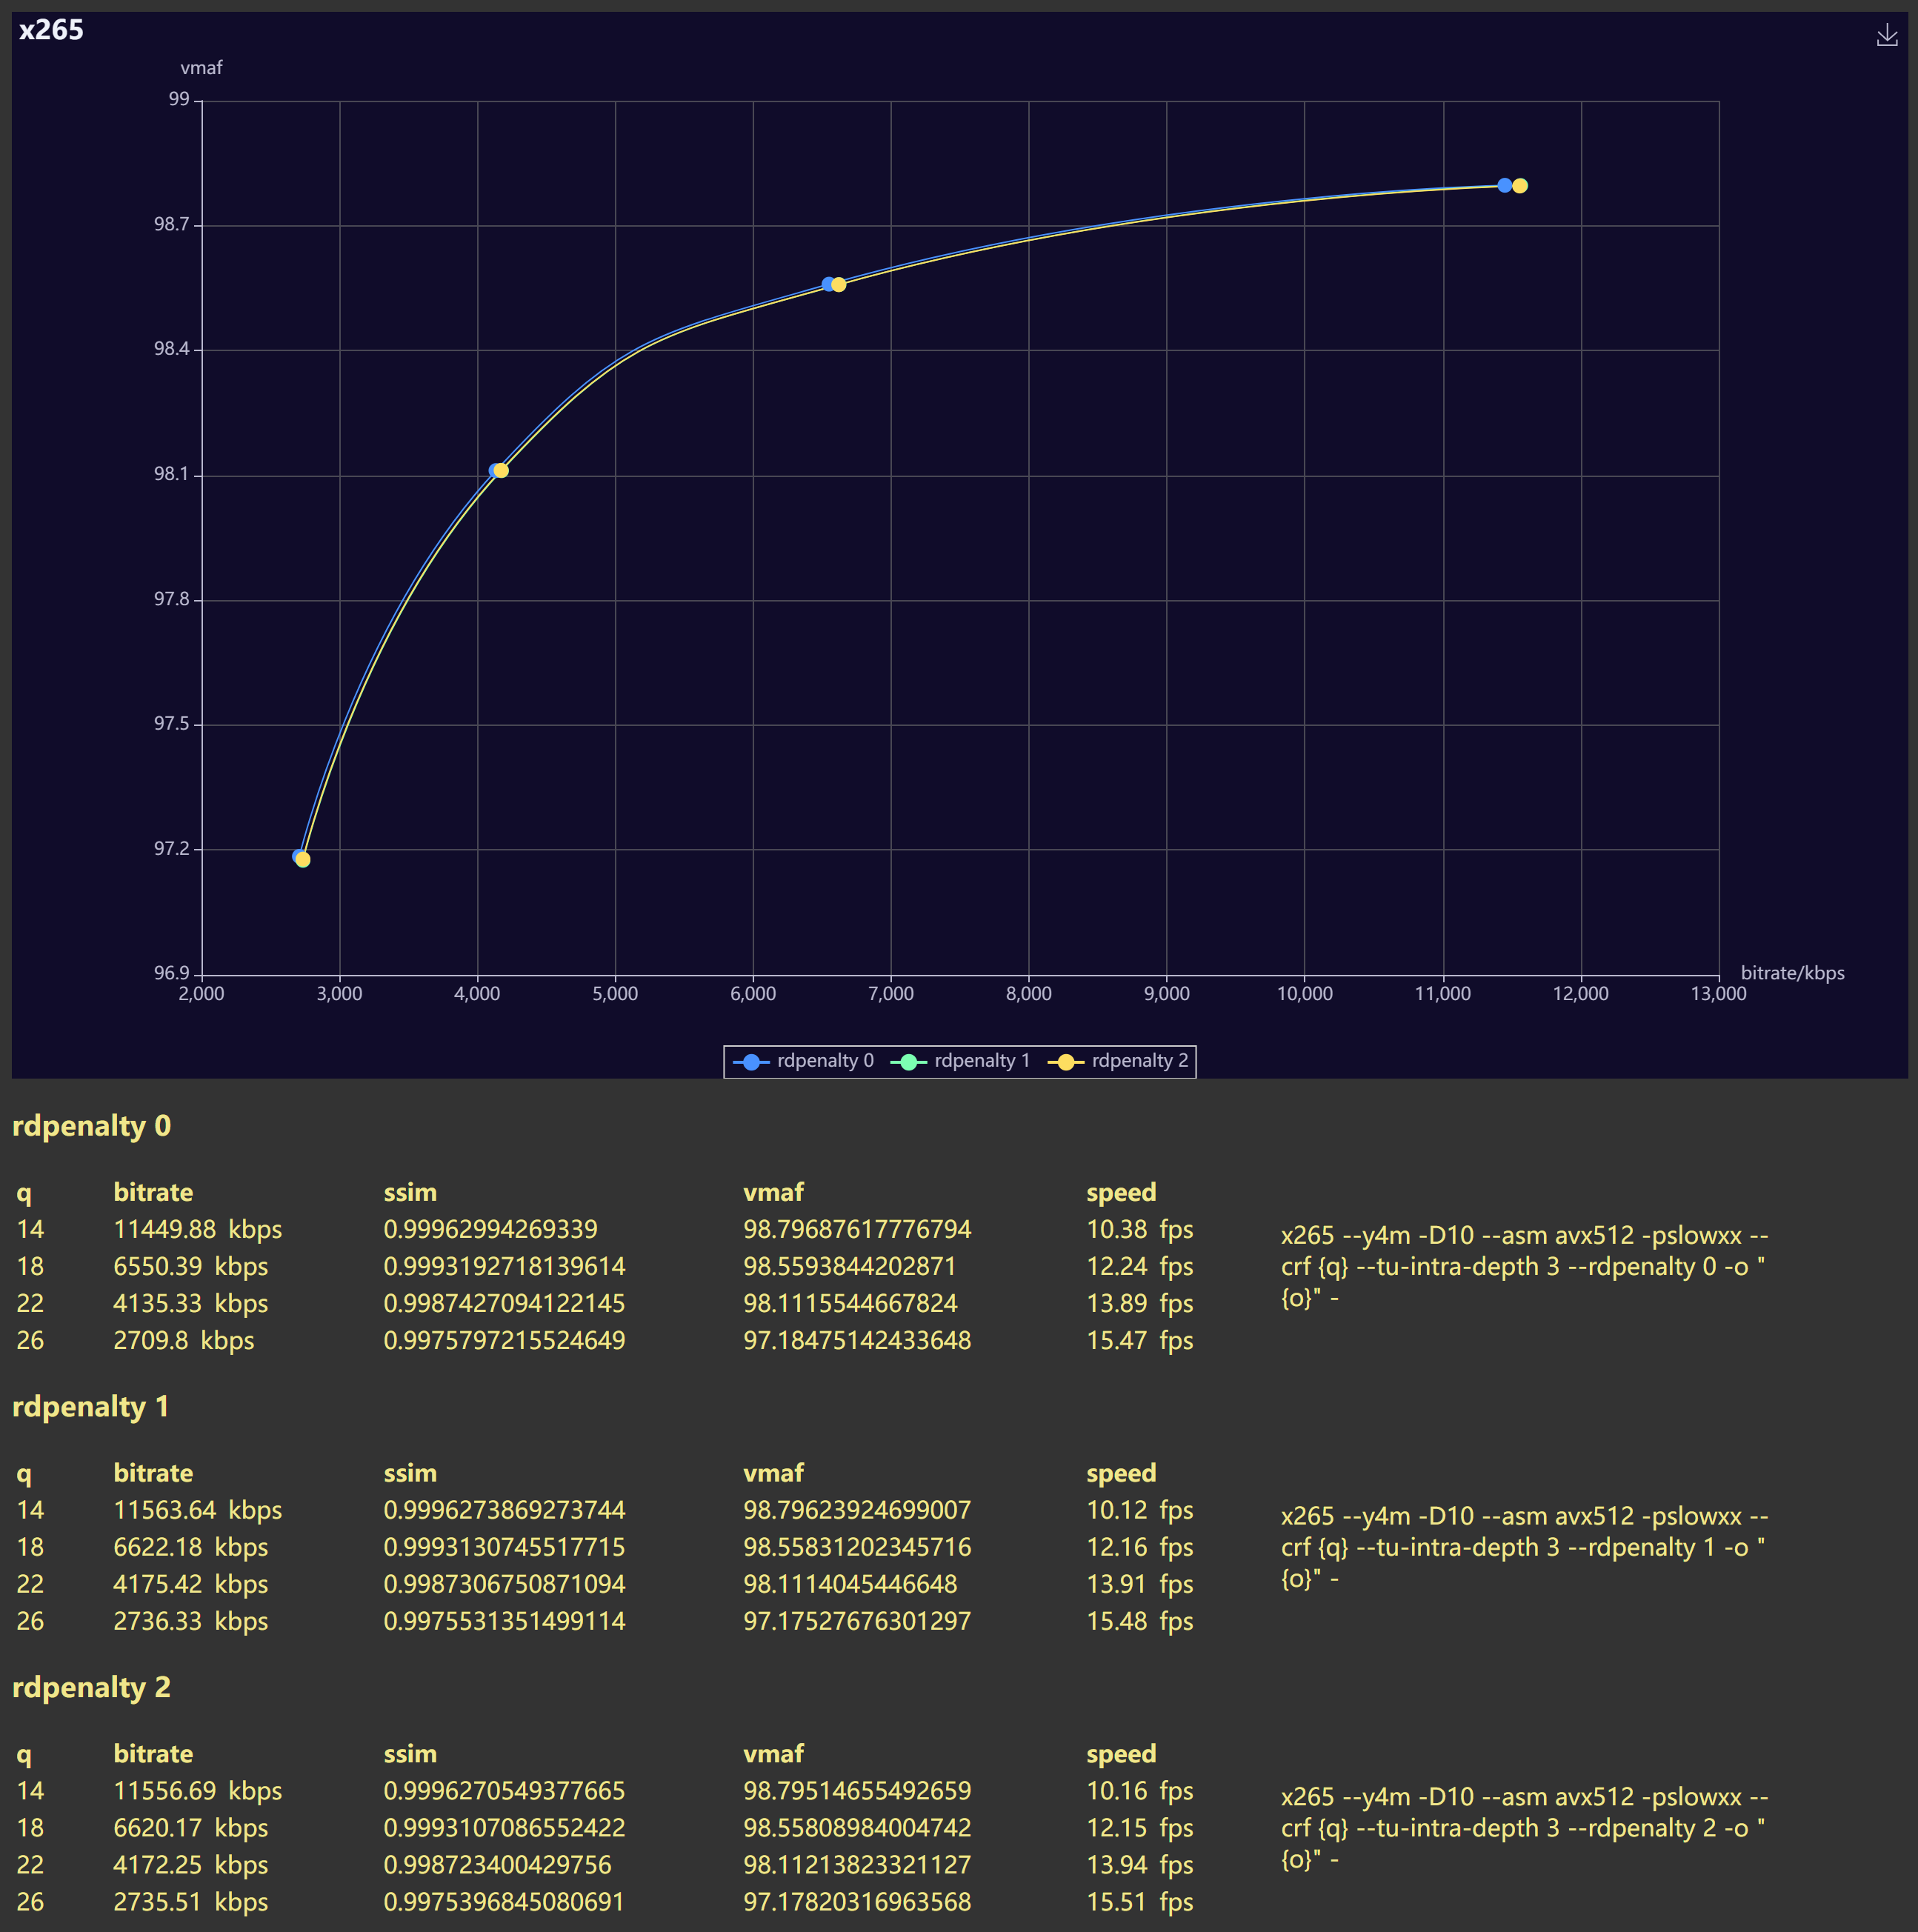 x265
vmaf
99
98.7
98.4
98.1
97.8
97.5
97.2
96.9
bitrate/kbps
2,000 3,000 4,000 5,000 6,000 7,000 8,000 9,000 10,000 11,000 12,000 13,000
rdpenalty 0 rdpenalty 1 rdpenalty 2
rdpenalty 0
q bitrate ssim vmaf speed
14 11449.88 kbps 0.99962994269339 98.79687617776794 10.38 fps
18 6550.39 kbps 0.9993192718139614 98.5593844202871 12.24 fps
22 4135.33 kbps 0.9987427094122145 98.1115544667824 13.89 fps
26 2709.8 kbps 0.9975797215524649 97.18475142433648 15.47 fps
x265 --y4m -D10 --asm avx512 -pslowxx --
crf {q} --tu-intra-depth 3 --rdpenalty 0 -o "
{o}" -
rdpenalty 1
q bitrate ssim vmaf speed
14 11563.64 kbps 0.9996273869273744 98.79623924699007 10.12 fps
18 6622.18 kbps 0.9993130745517715 98.55831202345716 12.16 fps
22 4175.42 kbps 0.9987306750871094 98.1114045446648 13.91 fps
26 2736.33 kbps 0.9975531351499114 97.17527676301297 15.48 fps
x265 --y4m -D10 --asm avx512 -pslowxx --
crf {q} --tu-intra-depth 3 --rdpenalty 1 -o "
{o}" -
rdpenalty 2
q bitrate ssim vmaf speed
14 11556.69 kbps 0.9996270549377665 98.79514655492659 10.16 fps
18 6620.17 kbps 0.9993107086552422 98.55808984004742 12.15 fps
22 4172.25 kbps 0.998723400429756 98.11213823321127 13.94 fps
26 2735.51 kbps 0.9975396845080691 97.17820316963568 15.51 fps
x265 --y4m -D10 --asm avx512 -pslowxx --
crf {q} --tu-intra-depth 3 --rdpenalty 2 -o "
{o}" -